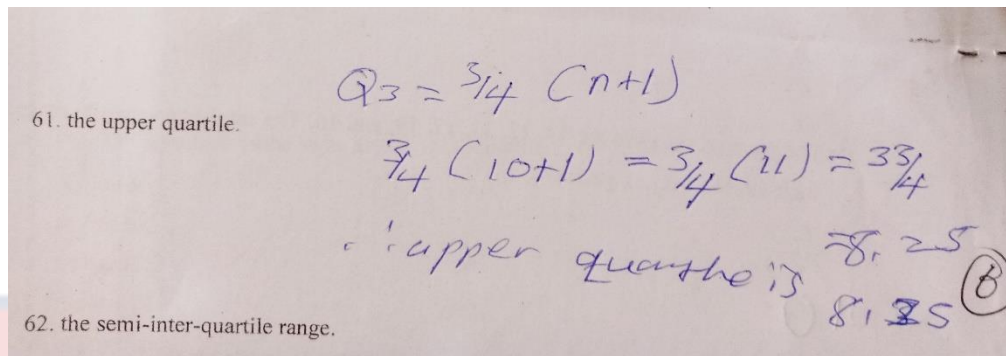 Q3 = 3/4 (n+1)
61. the upper quartile.
3/4 (10+1) = 3/4 (11) = 33/4
= 8.25
∴ upper quartile is
8.25
62. the semi-inter-quartile range.